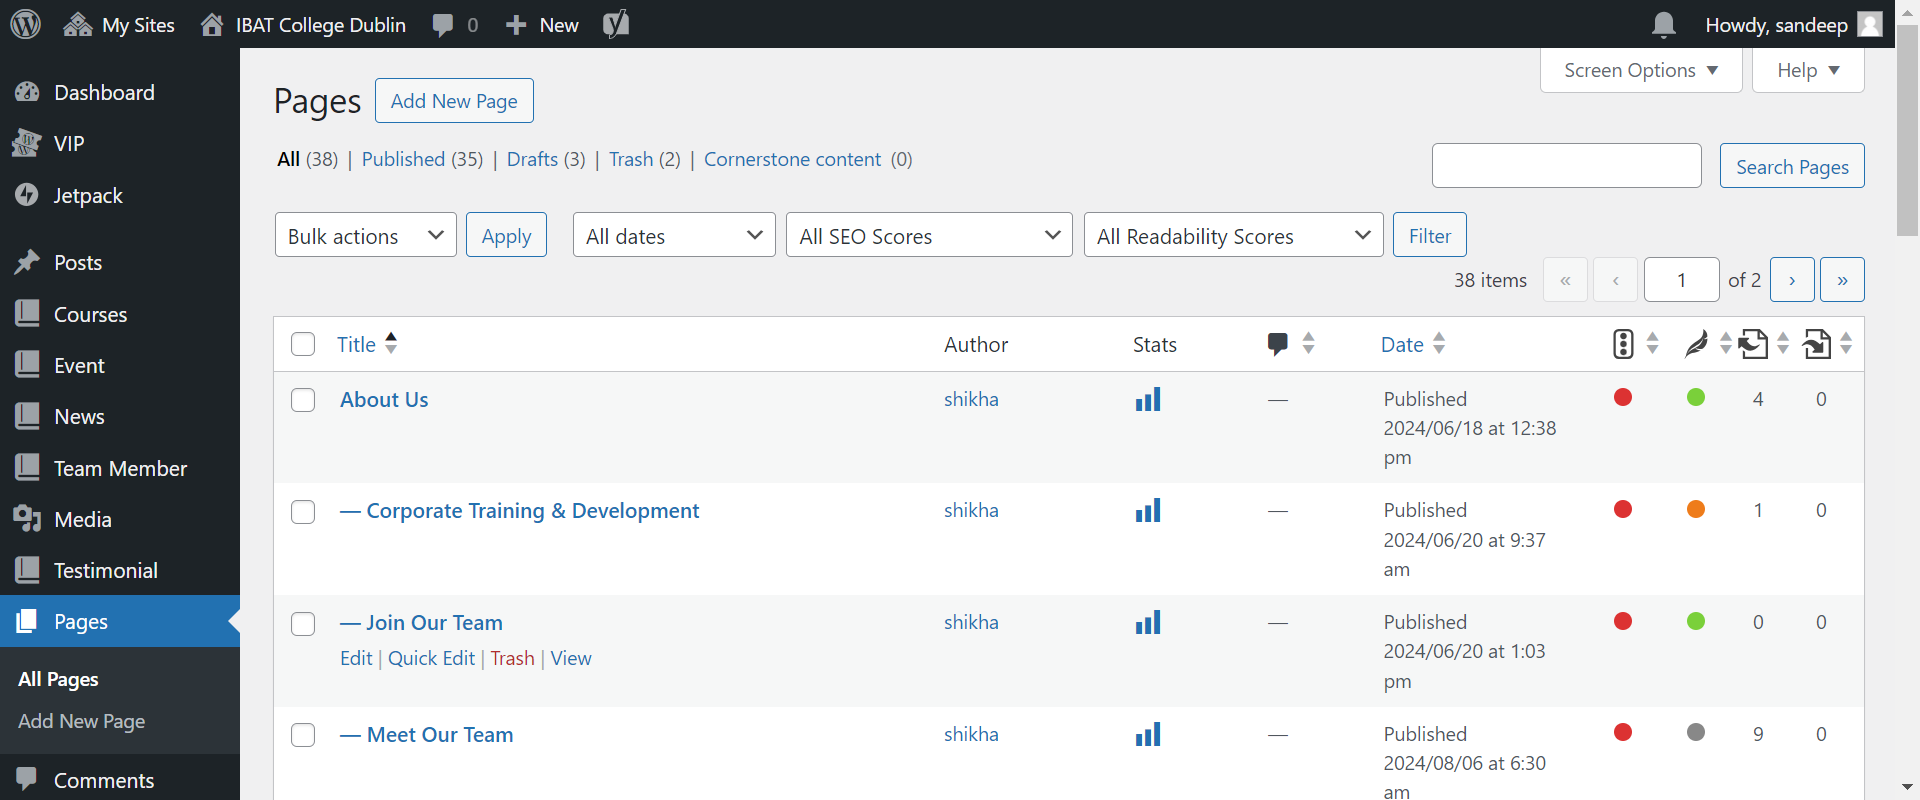 My Sites IBAT College Dublin 0 New Howdy, sandeep
Screen Options Help
Dashboard
VIP
Jetpack
Posts
Courses
Event
News
Team Member
Media
Testimonial
Pages
All Pages
Add New Page
Comments
Pages Add New Page
All (38) | Published (35) | Drafts (3) | Trash (2) | Cornerstone content (0)
Search Pages
Bulk actions Apply All dates All SEO Scores All Readability Scores Filter
38 items « ‹ 1 of 2 › »
Title Author Stats Date
About Us shikha — Published 4 0
2024/06/18 at 12:38
pm
— Corporate Training & Development shikha — Published 1 0
2024/06/20 at 9:37
am
— Join Our Team shikha — Published 0 0
Edit | Quick Edit | Trash | View 2024/06/20 at 1:03
pm
— Meet Our Team shikha — Published 9 0
2024/08/06 at 6:30
am